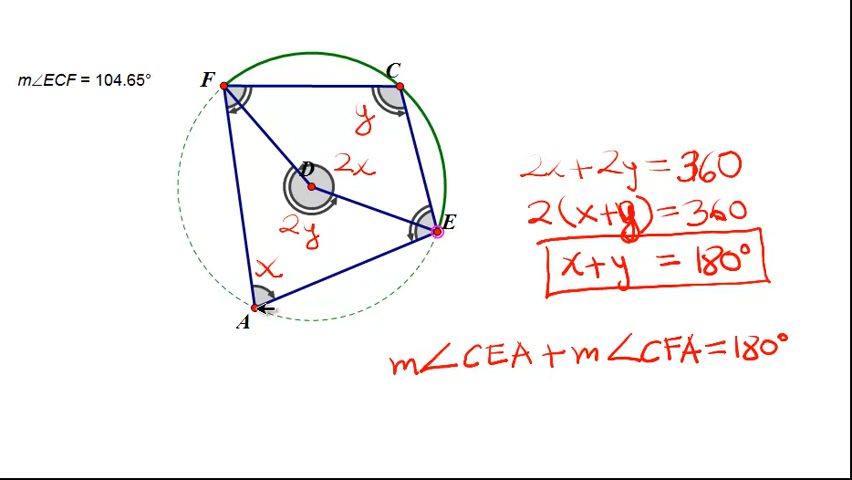 m∠ECF = 104.65°
F
C
y
D
2x
2y
E
x
A
2x+2y=360
2(x+y)=360
x+y = 180°
m∠CEA+m∠CFA=180°